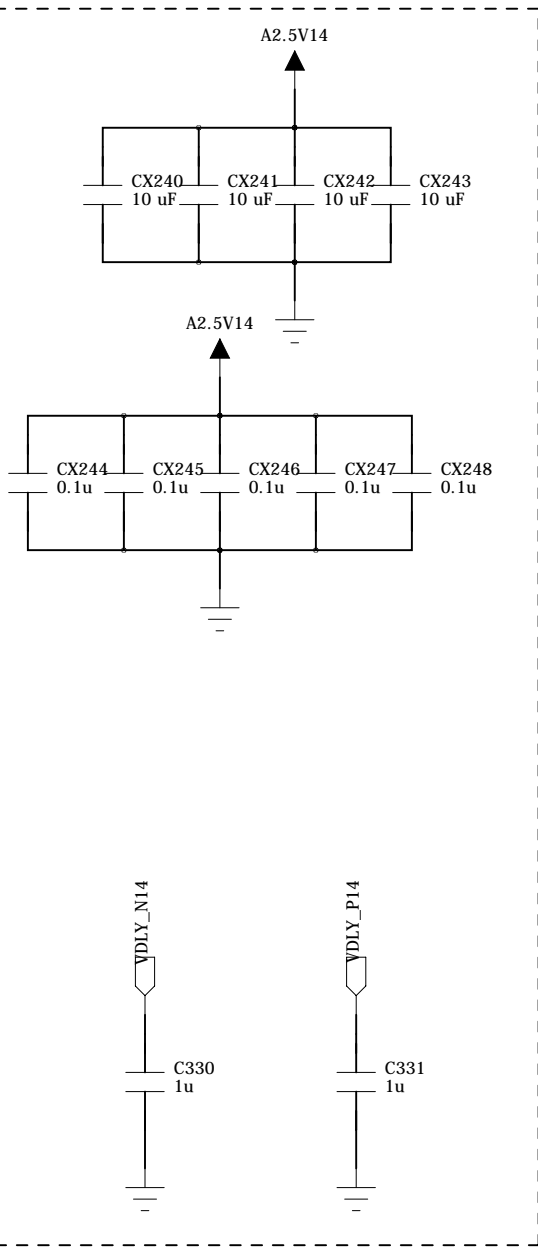 A2.5V14
CX240 CX241 CX242 CX243
10 uF 10 uF 10 uF 10 uF
A2.5V14
CX244 CX245 CX246 CX247 CX248
0.1u 0.1u 0.1u 0.1u 0.1u
VDLY_N14
VDLY_P14
C330 C331
1u 1u